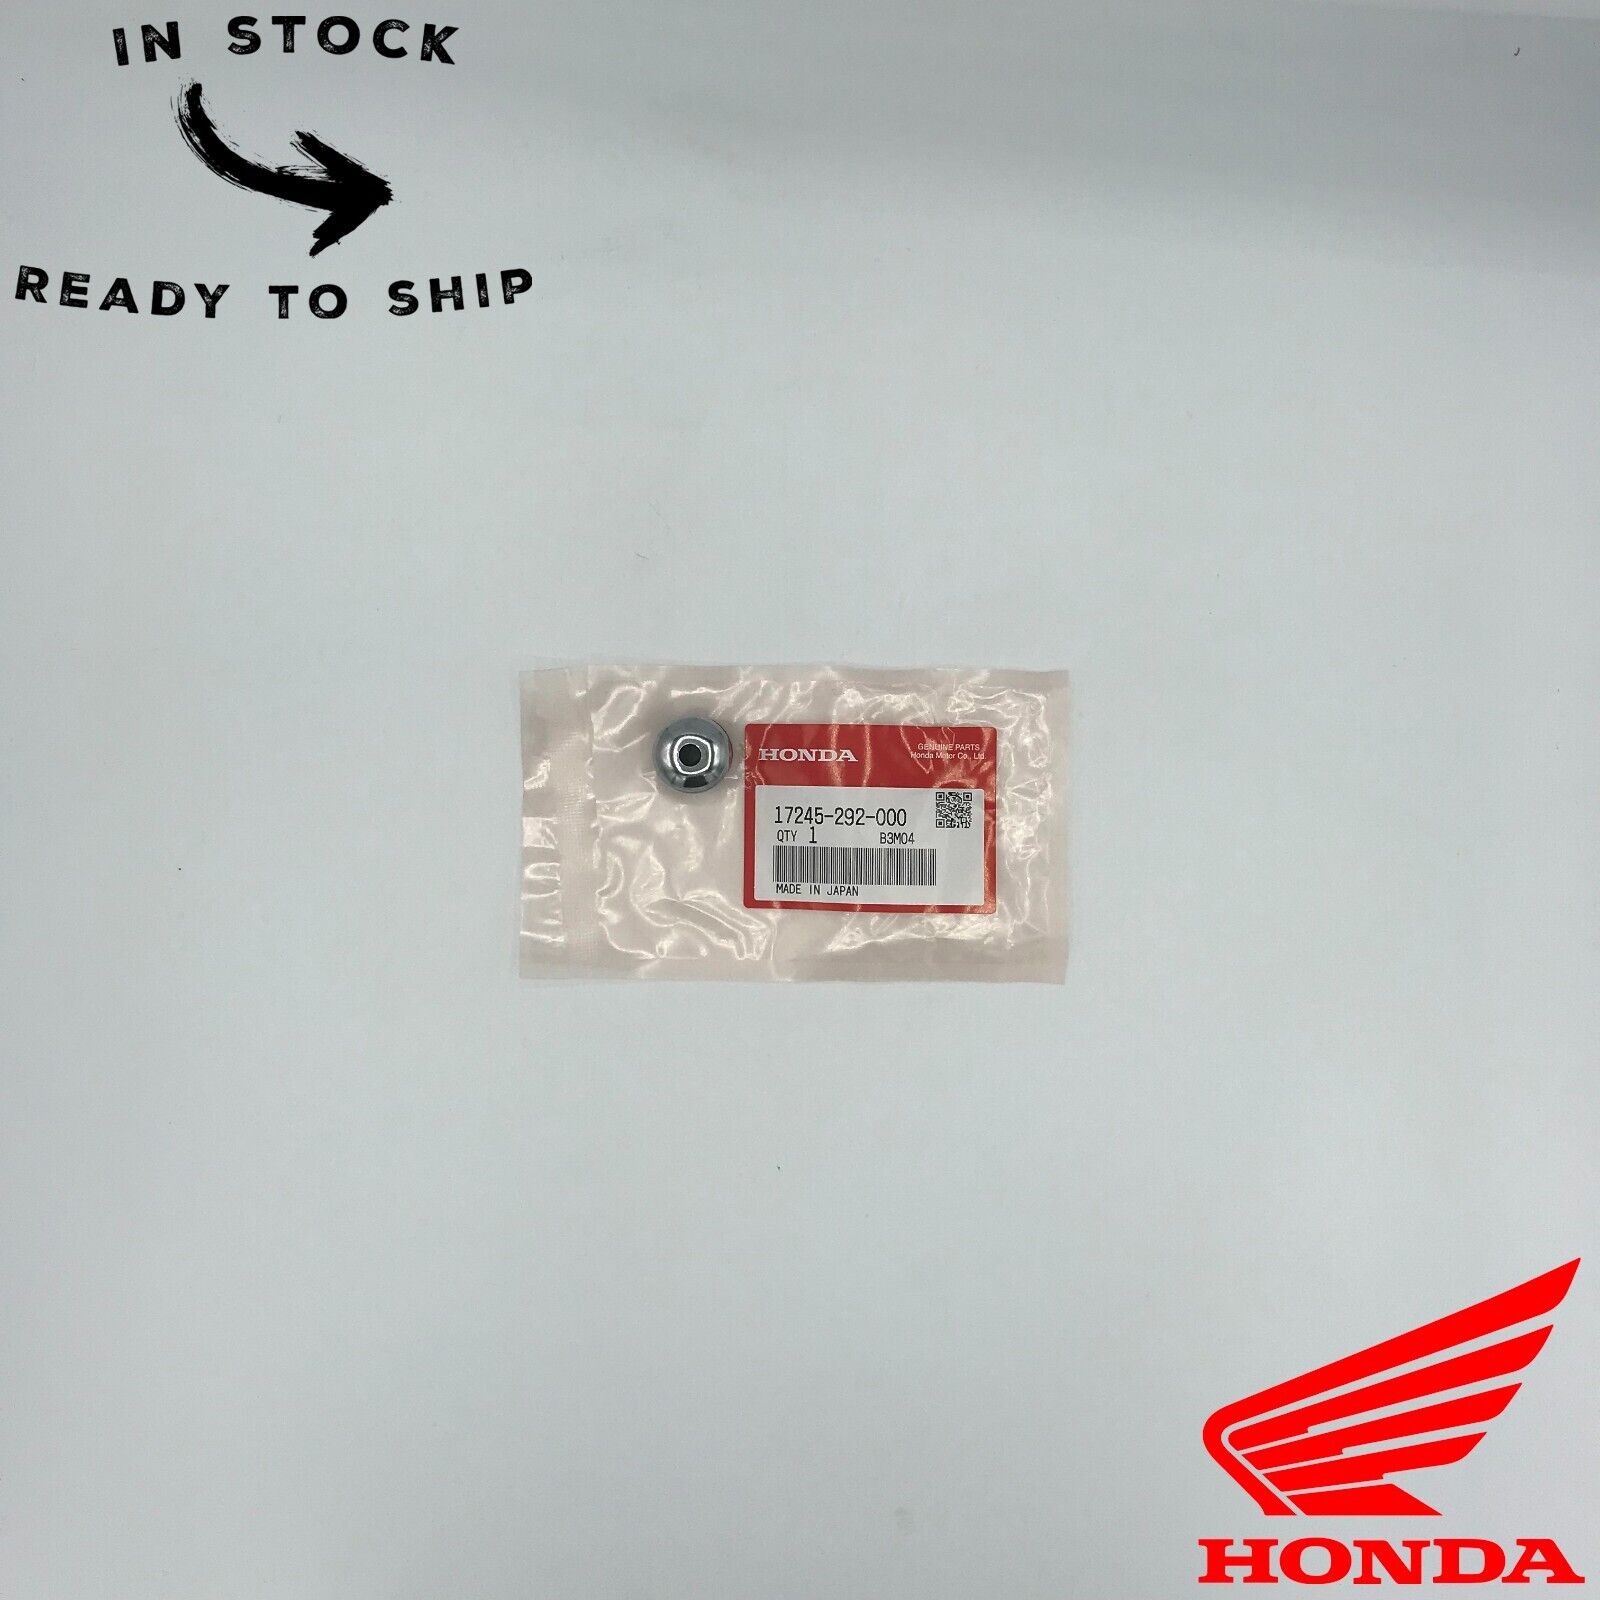 IN STOCK
READY TO SHIP
HONDA
GENUINE PARTS
Honda Motor Co., Ltd.
17245-292-000
QTY 1 B3M04
MADE IN JAPAN
HONDA